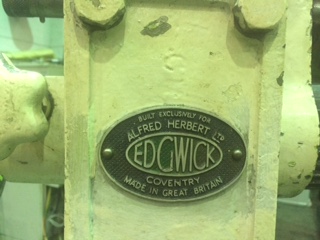 BUILT EXCLUSIVELY FOR
ALFRED HERBERT LTD
EDGWICK
COVENTRY
MADE IN GREAT BRITAIN